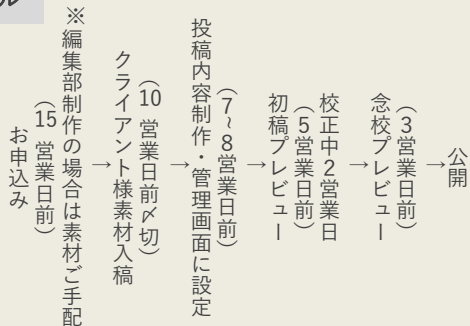 お申込み
（15営業日前）
※編集部制作の場合は素材ご手配
→
クライアント様素材入稿
（10営業日前〆切）
→
投稿内容制作・管理画面に設定
（7~8営業日前）
→
初稿プレビュー
（5営業日前）
校正中2営業日
→
念校プレビュー
（3営業日前）
→
公開